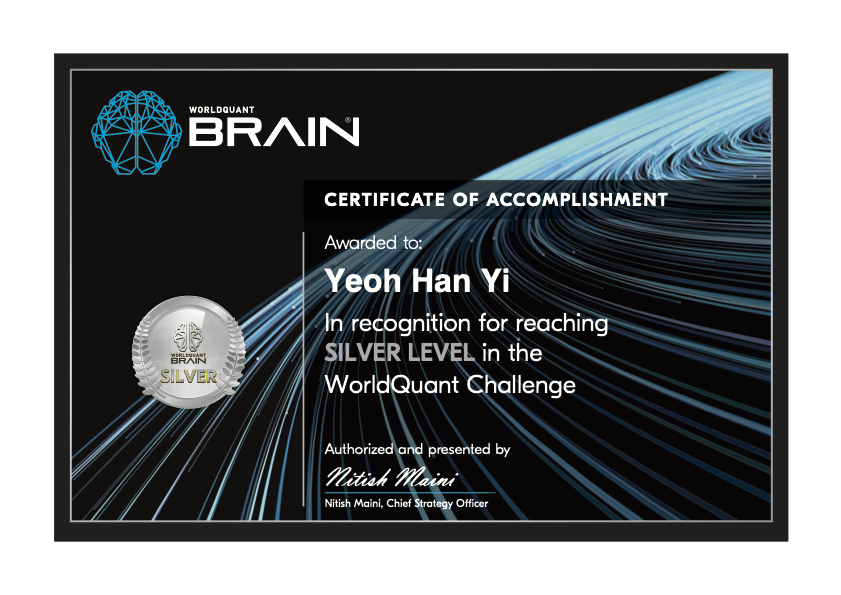 WORLDQUANT
BRAIN®
CERTIFICATE OF ACCOMPLISHMENT
Awarded to:
Yeoh Han Yi
In recognition for reaching
SILVER LEVEL in the
WorldQuant Challenge
WORLDQUANT
BRAIN
SILVER
Authorized and presented by
Nitish Maini
Nitish Maini, Chief Strategy Officer